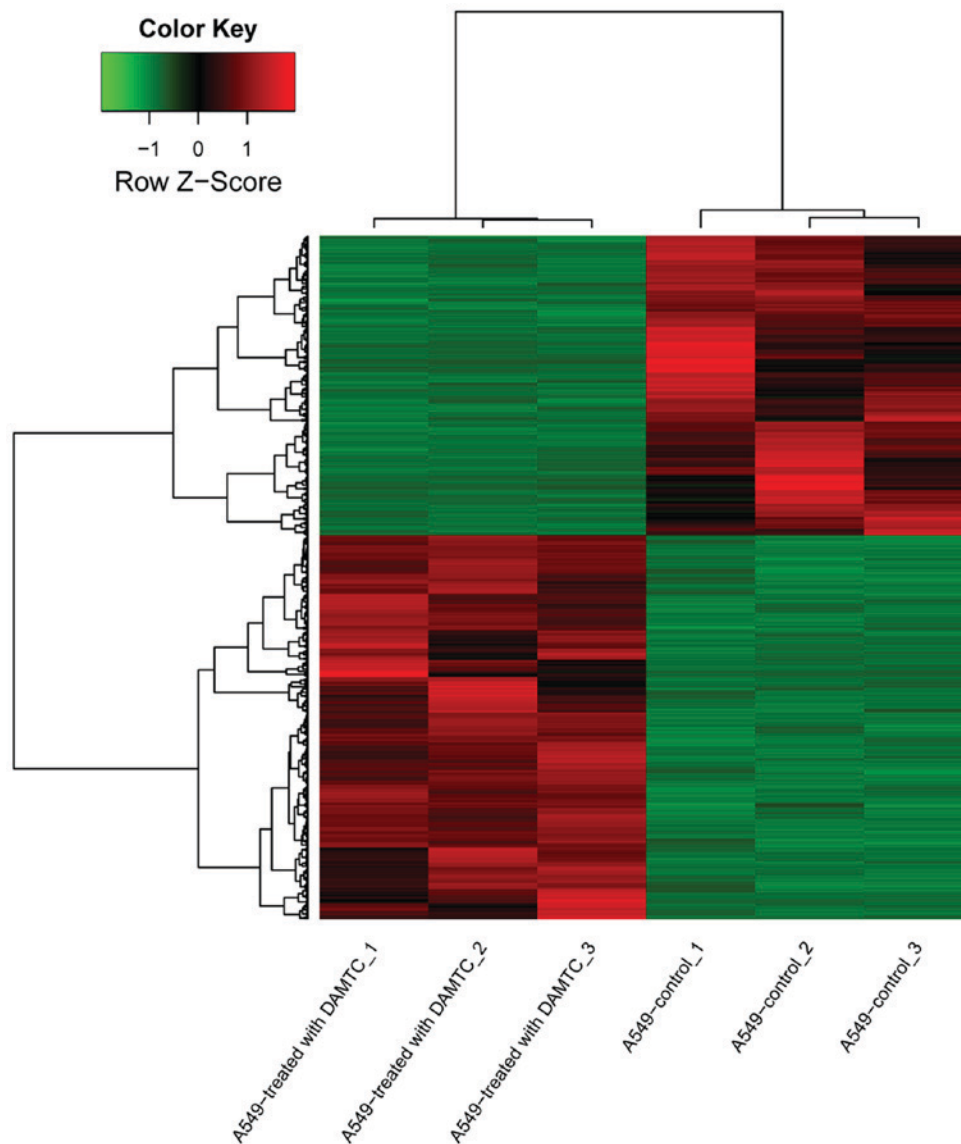 Color Key
−1 0 1
Row Z−Score
A549−treated with DAMTC_1
A549−treated with DAMTC_2
A549−treated with DAMTC_3
A549−control_1
A549−control_2
A549−control_3